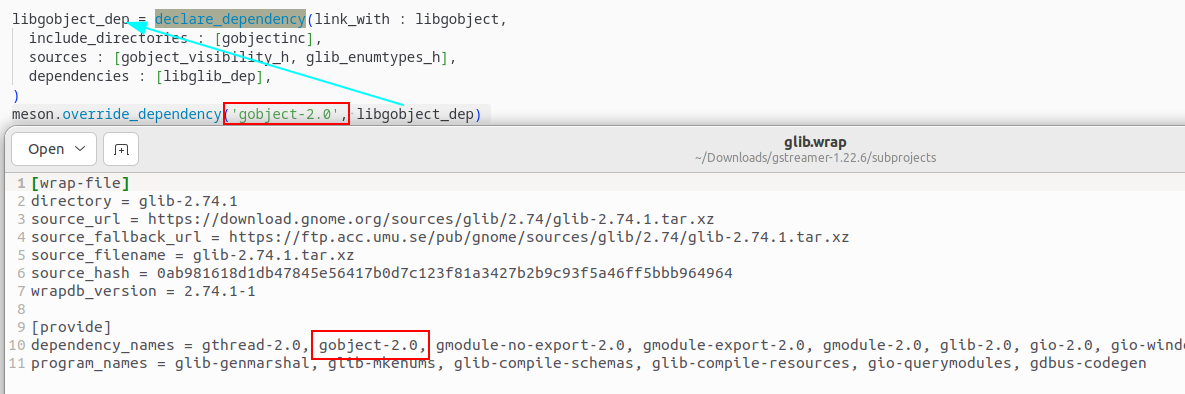 libgobject_dep = declare_dependency(link_with : libgobject,
include_directories : [gobjectinc],
sources : [gobject_visibility_h, glib_enumtypes_h],
dependencies : [libglib_dep],
)
meson.override_dependency('gobject-2.0', libgobject_dep)
Open
glib.wrap
~/Downloads/gstreamer-1.22.6/subprojects
1 [wrap-file]
2 directory = glib-2.74.1
3 source_url = https://download.gnome.org/sources/glib/2.74/glib-2.74.1.tar.xz
4 source_fallback_url = https://ftp.acc.umu.se/pub/gnome/sources/glib/2.74/glib-2.74.1.tar.xz
5 source_filename = glib-2.74.1.tar.xz
6 source_hash = 0ab981618d1db47845e56417b0d7c123f81a3427b2b9c93f5a46ff5bbb964964
7 wrapdb_version = 2.74.1-1
8
9 [provide]
10 dependency_names = gthread-2.0, gobject-2.0, gmodule-no-export-2.0, gmodule-export-2.0, gmodule-2.0, glib-2.0, gio-2.0, gio-wind
11 program_names = glib-genmarshal, glib-mkenums, glib-compile-schemas, glib-compile-resources, gio-querymodules, gdbus-codegen